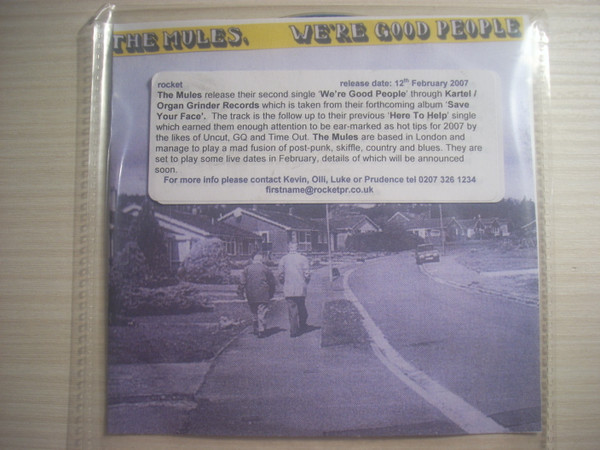 THE MULES. WE'RE GOOD PEOPLE
rocket release date: 12th February 2007
The Mules release their second single 'We're Good People' through Kartel /
Organ Grinder Records which is taken from their forthcoming album 'Save
Your Face'. The track is the follow up to their previous 'Here To Help' single
which earned them enough attention to be ear-marked as hot tips for 2007 by
the likes of Uncut, GQ and Time Out. The Mules are based in London and
manage to play a mad fusion of post-punk, skiffle, country and blues. They are
set to play some live dates in February, details of which will be announced
soon.
For more info please contact Kevin, Olli, Luke or Prudence tel 0207 326 1234
firstname@rocketpr.co.uk